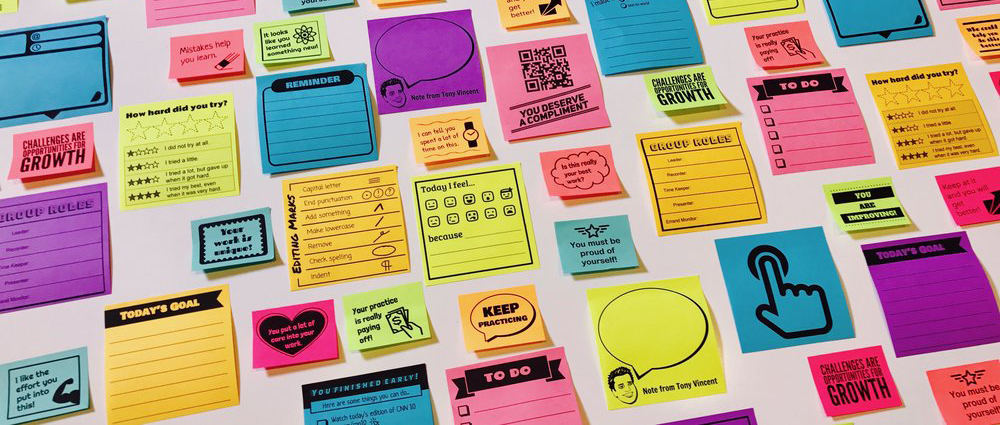 better!
@
Mistakes help
you learn.
It looks
like you
learned
something new!
Note from Tony Vincent
YOU DESERVE
A COMPLIMENT
Your
practice
is really
paying
off!
CHALLENGES ARE
OPPORTUNITIES FOR
GROWTH
How hard did you try?
I did not try at all.
I tried a little.
I tried a lot, but gave up
when it got hard.
I tried my best, even
when it was very hard.
REMINDER
I can tell you
spent a lot of
time on this.
CHALLENGES ARE
OPPORTUNITIES FOR
GROWTH
TO DO
How hard did you try?
I did not try at all.
I tried a little.
I tried a lot, but gave up
when it got hard.
I tried my best, even
when it was very hard.
GROUP ROLES
Leader:
Recorder:
Time Keeper:
Presenter:
Errand Monitor:
Your
work is
unique!
EDITING MARKS
Capital letter
End punctuation
Add something
Make lowercase
Remove
Check spelling
Indent
Today I feel...
because
Is this really
your best
work?
You must be
proud of
yourself!
GROUP ROLES
Leader:
Recorder:
Time Keeper:
Presenter:
Errand Monitor:
YOU
ARE
IMPROVING!
Keep at it
and you will
get
better!
TODAY'S GOAL
I like the
effort you
put into
this!
TODAY'S GOAL
You put a lot
of care into your
work.
Your practice
is really
paying
off!
KEEP
PRACTICING
YOU FINISHED EARLY!
Here are some things you can do...
Watch today's edition of CNN 10
TO DO
Note from Tony Vincent
CHALLENGES ARE
OPPORTUNITIES FOR
GROWTH
You must be
proud of
yourself!